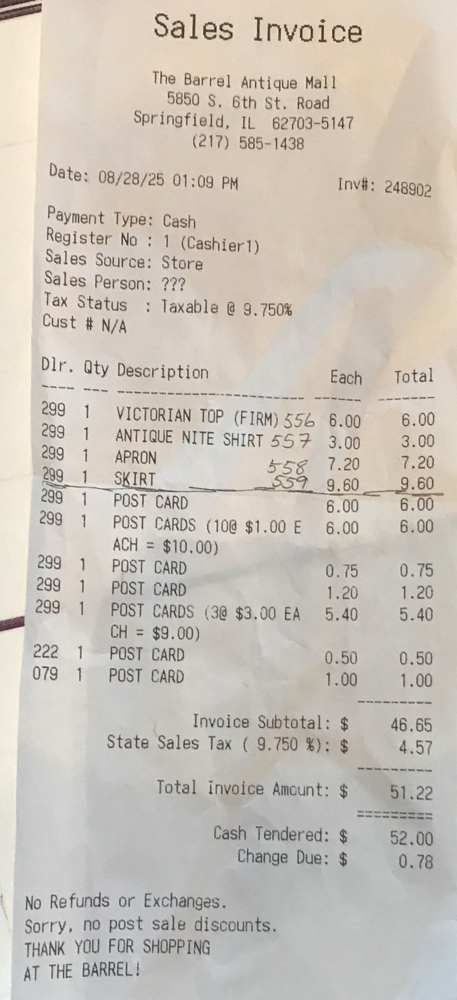 Sales Invoice
The Barrel Antique Mall
5850 S. 6th St. Road
Springfield, IL 62703-5147
(217) 585-1438
Date: 08/28/25 01:09 PM Inv#: 248902
Payment Type: Cash
Register No : 1 (Cashier1)
Sales Source: Store
Sales Person: ???
Tax Status : Taxable @ 9.750%
Cust # N/A
Dlr. Qty Description Each Total
299 1 VICTORIAN TOP (FIRM) 556 6.00 6.00
299 1 ANTIQUE NITE SHIRT 557 3.00 3.00
299 1 APRON 558 7.20 7.20
299 1 SKIRT 559 9.60 9.60
299 1 POST CARD 6.00 6.00
299 1 POST CARDS (10@ $1.00 E 6.00 6.00
ACH = $10.00)
299 1 POST CARD 0.75 0.75
299 1 POST CARD 1.20 1.20
299 1 POST CARDS (3@ $3.00 EA 5.40 5.40
CH = $9.00)
222 1 POST CARD 0.50 0.50
079 1 POST CARD 1.00 1.00
Invoice Subtotal: $ 46.65
State Sales Tax ( 9.750 %): $ 4.57
Total Invoice Amount: $ 51.22
Cash Tendered: $ 52.00
Change Due: $ 0.78
No Refunds or Exchanges.
Sorry, no post sale discounts.
THANK YOU FOR SHOPPING
AT THE BARREL!